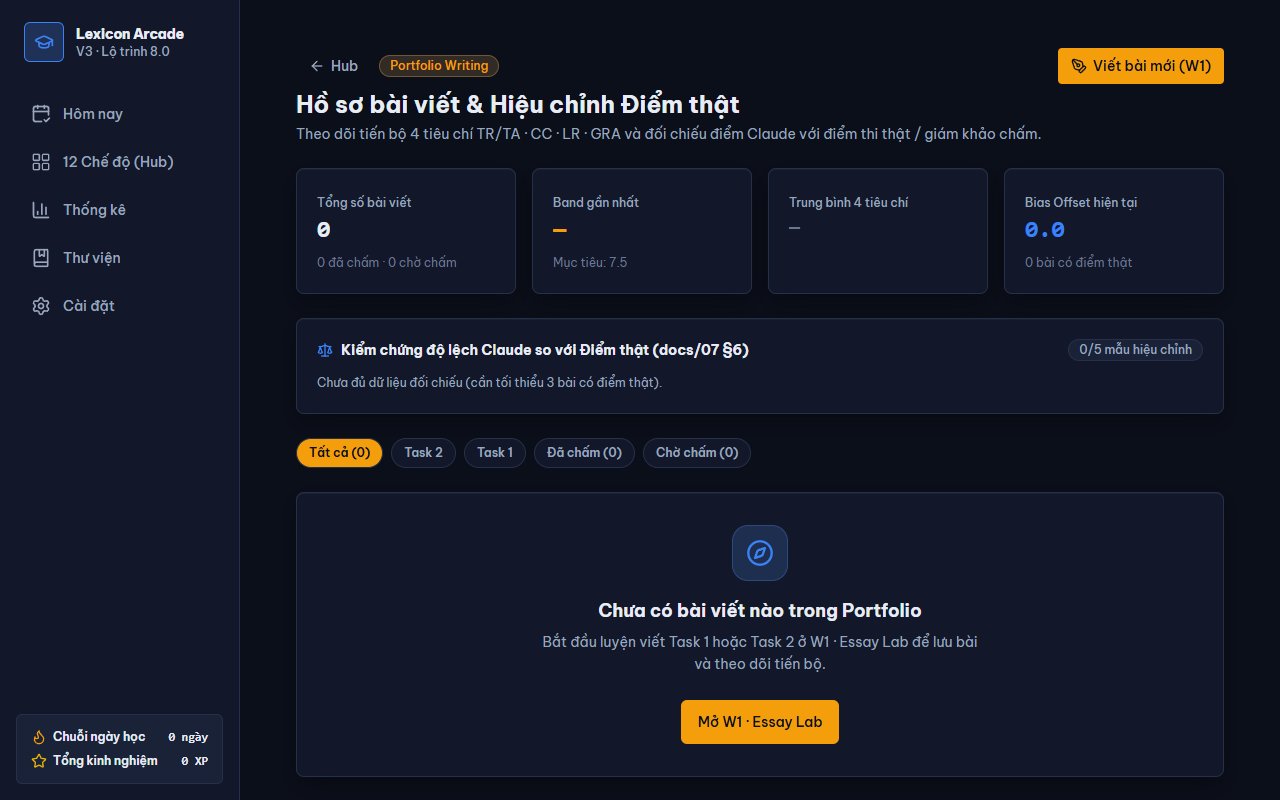 Lexicon Arcade
V3 · Lộ trình 8.0
Hôm nay
12 Chế độ (Hub)
Thống kê
Thư viện
Cài đặt
Chuỗi ngày học 0 ngày
Tổng kinh nghiệm 0 XP
Hub
Portfolio Writing
Viết bài mới (W1)
Hồ sơ bài viết & Hiệu chỉnh Điểm thật
Theo dõi tiến bộ 4 tiêu chí TR/TA · CC · LR · GRA và đối chiếu điểm Claude với điểm thi thật / giám khảo chấm.
Tổng số bài viết
0
0 đã chấm · 0 chờ chấm
Band gần nhất
—
Mục tiêu: 7.5
Trung bình 4 tiêu chí
—
Bias Offset hiện tại
0.0
0 bài có điểm thật
Kiểm chứng độ lệch Claude so với Điểm thật (docs/07 §6)
0/5 mẫu hiệu chỉnh
Chưa đủ dữ liệu đối chiếu (cần tối thiểu 3 bài có điểm thật).
Tất cả (0)
Task 2
Task 1
Đã chấm (0)
Chờ chấm (0)
Chưa có bài viết nào trong Portfolio
Bắt đầu luyện viết Task 1 hoặc Task 2 ở W1 · Essay Lab để lưu bài
và theo dõi tiến bộ.
Mở W1 · Essay Lab